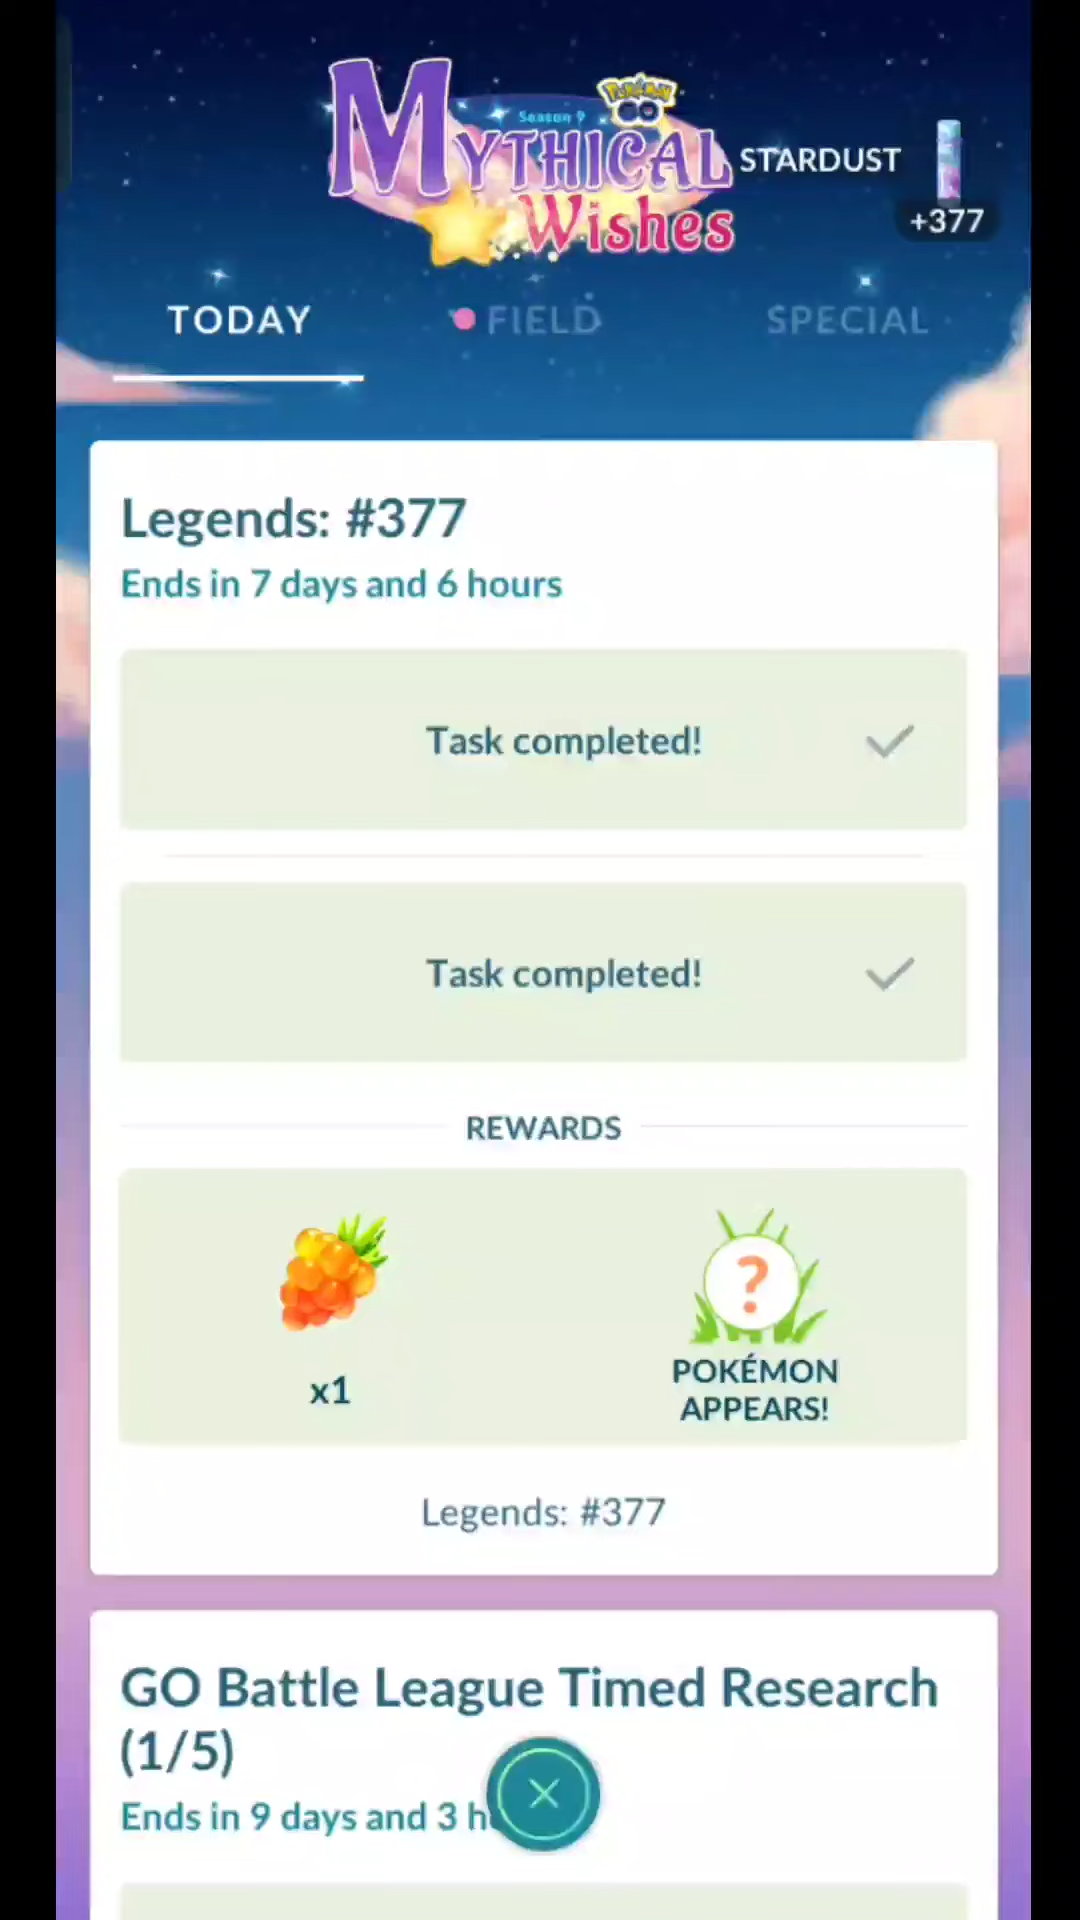 Pokémon
GO
Season 9
MYTHICAL
Wishes
STARDUST
+377
TODAY
FIELD
SPECIAL
Legends: #377
Ends in 7 days and 6 hours
Task completed!
Task completed!
REWARDS
x1
?
POKÉMON
APPEARS!
Legends: #377
GO Battle League Timed Research
(1/5)
Ends in 9 days and 3 h